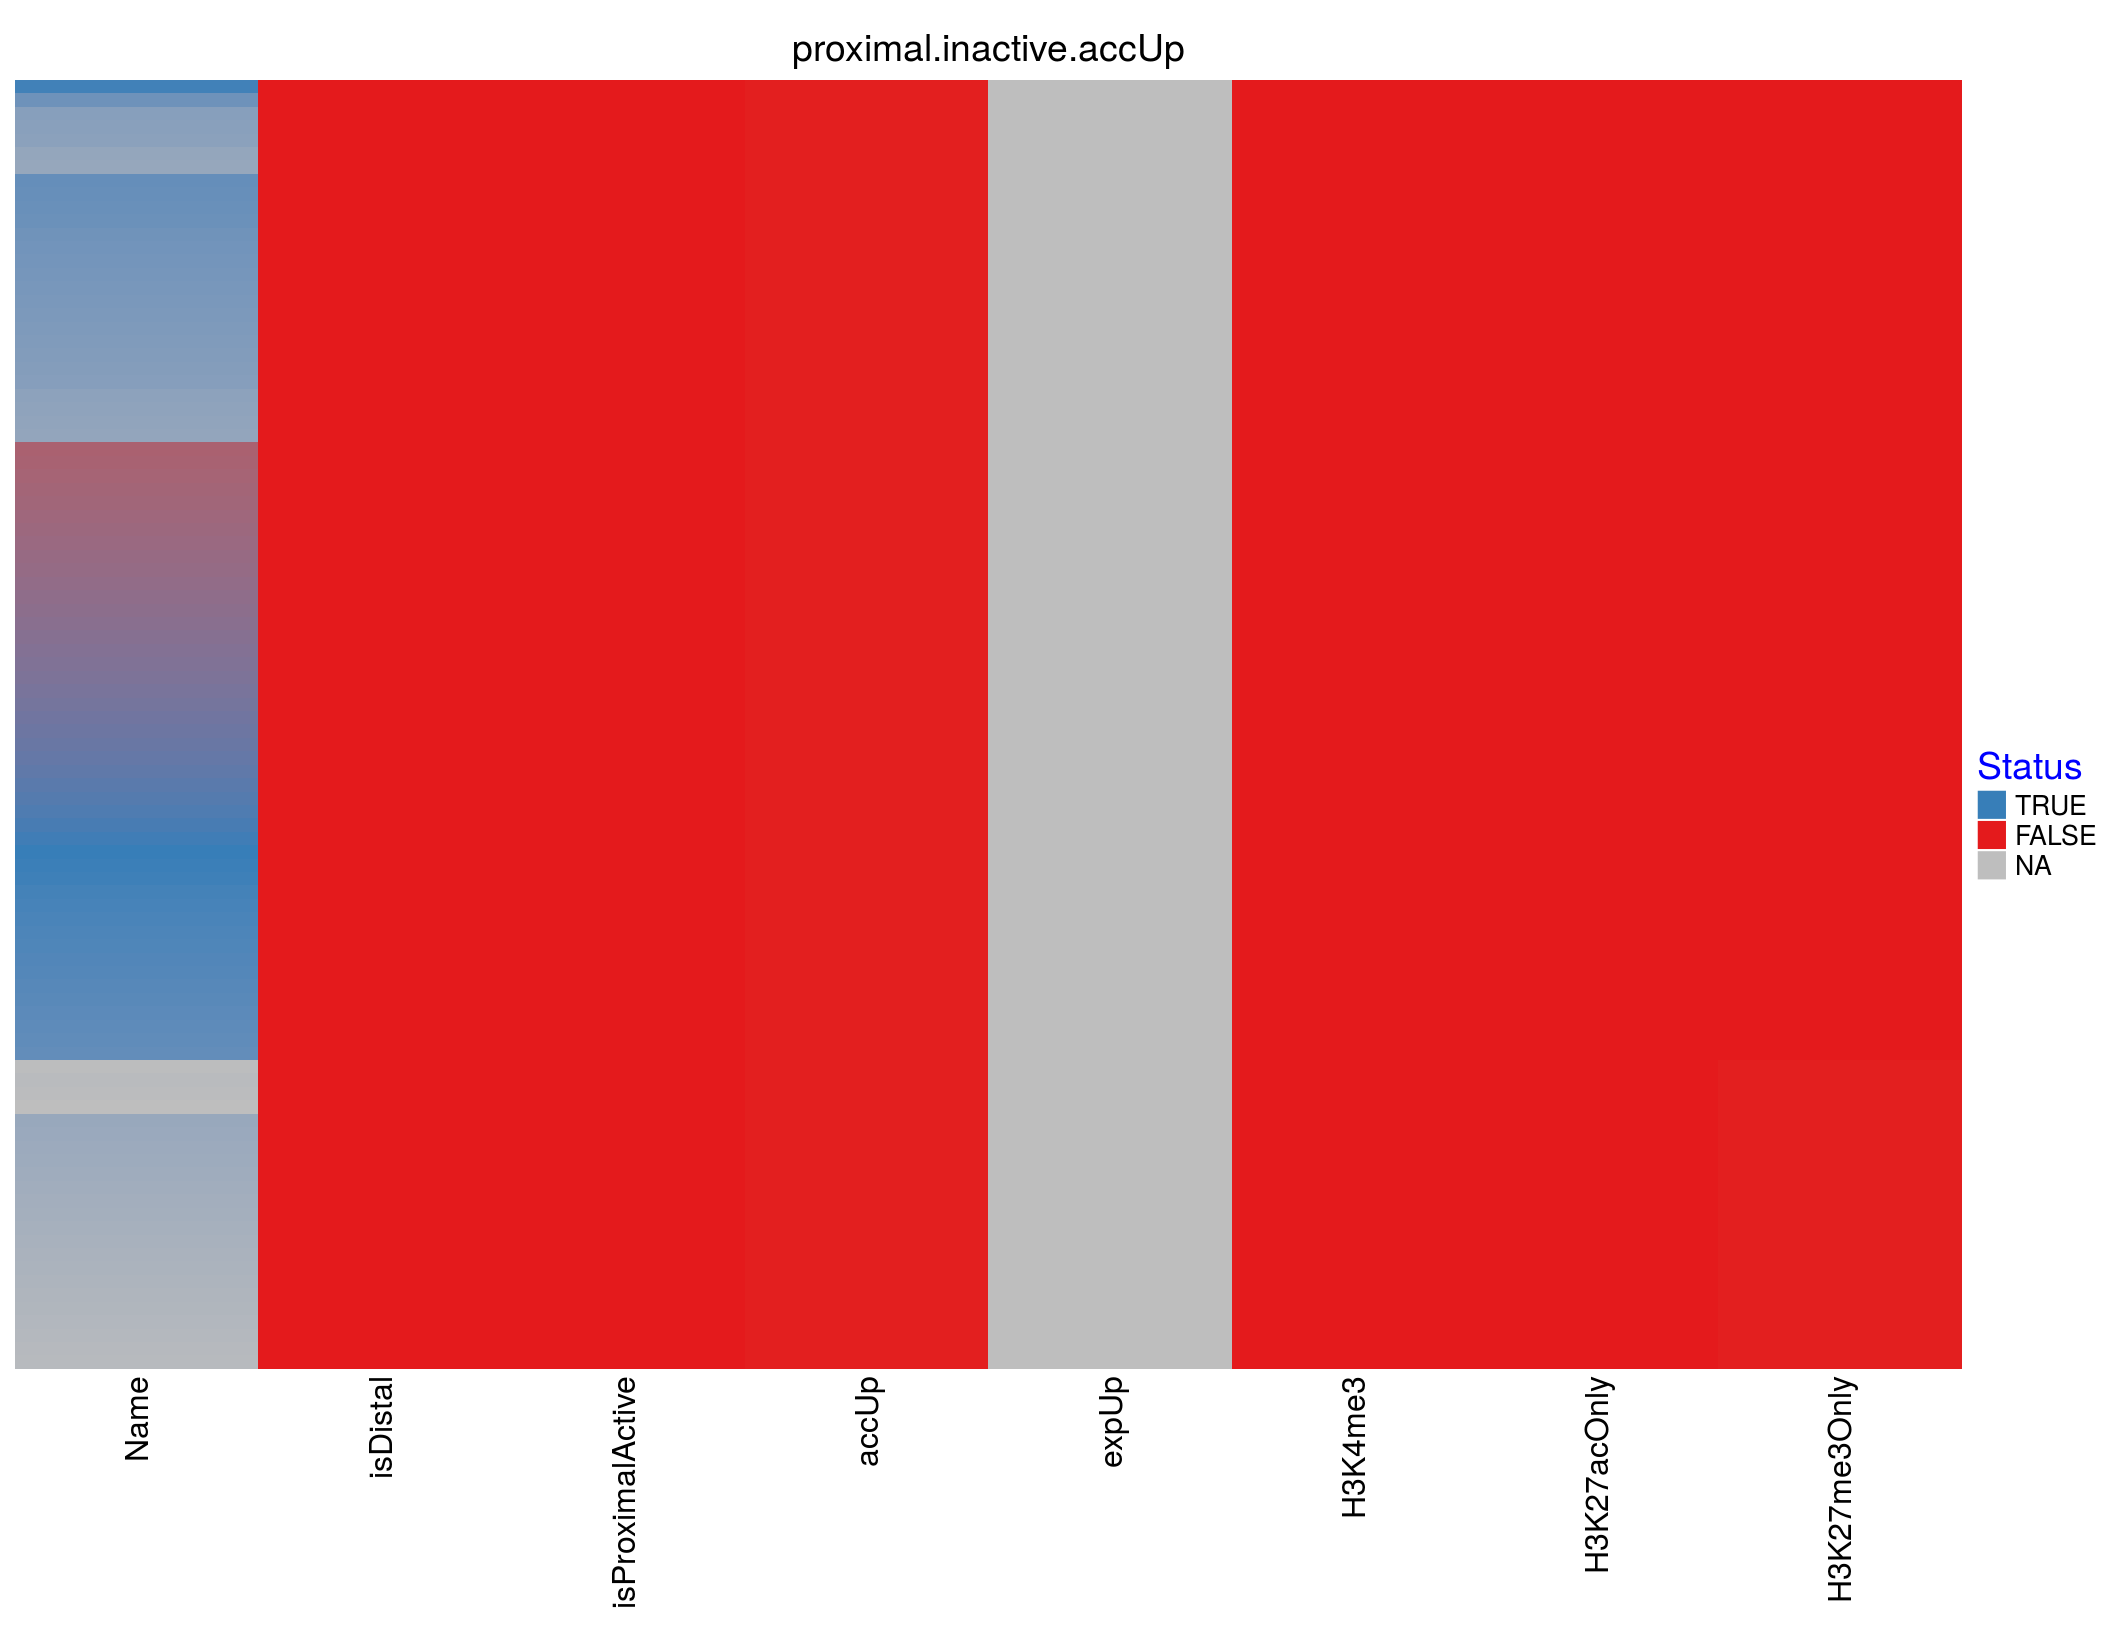 proximal.inactive.accUp
Status
TRUE
FALSE
NA
Name
isDistal
isProximalActive
accUp
expUp
H3K4me3
H3K27acOnly
H3K27me3Only